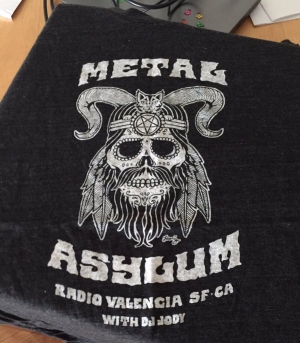 METAL
ASYLUM
RADIO VALENCIA SF·CA
WITH DJ JODY